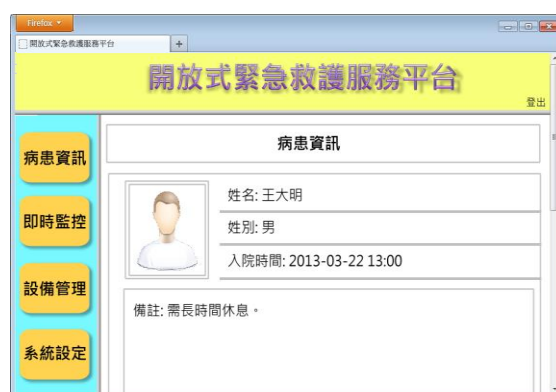 Firefox
開放式緊急救護服務平台
開放式緊急救護服務平台
登出
病患資訊
即時監控
設備管理
系統設定
病患資訊
姓名: 王大明
姓別: 男
入院時間: 2013-03-22 13:00
備註: 需長時間休息。